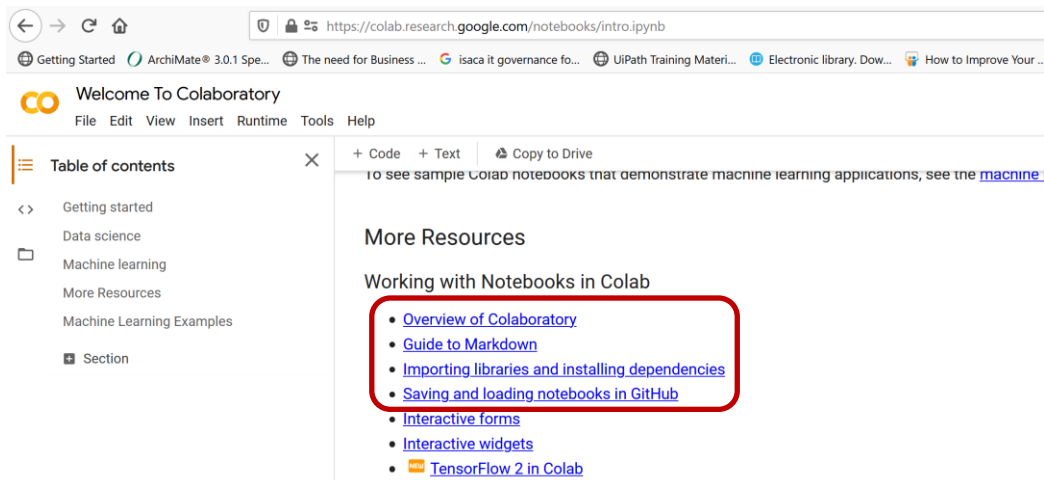 https://colab.research.google.com/notebooks/intro.ipynb
Getting Started ArchiMate® 3.0.1 Spe... The need for Business ... isaca it governance fo... UiPath Training Materi... Electronic library. Dow... How to Improve Your ...
Welcome To Colaboratory
File Edit View Insert Runtime Tools Help
Table of contents
Getting started
Data science
Machine learning
More Resources
Machine Learning Examples
Section
+ Code + Text Copy to Drive
To see sample Colab notebooks that demonstrate machine learning applications, see the machine
More Resources
Working with Notebooks in Colab
• Overview of Colaboratory
• Guide to Markdown
• Importing libraries and installing dependencies
• Saving and loading notebooks in GitHub
• Interactive forms
• Interactive widgets
• NEW TensorFlow 2 in Colab